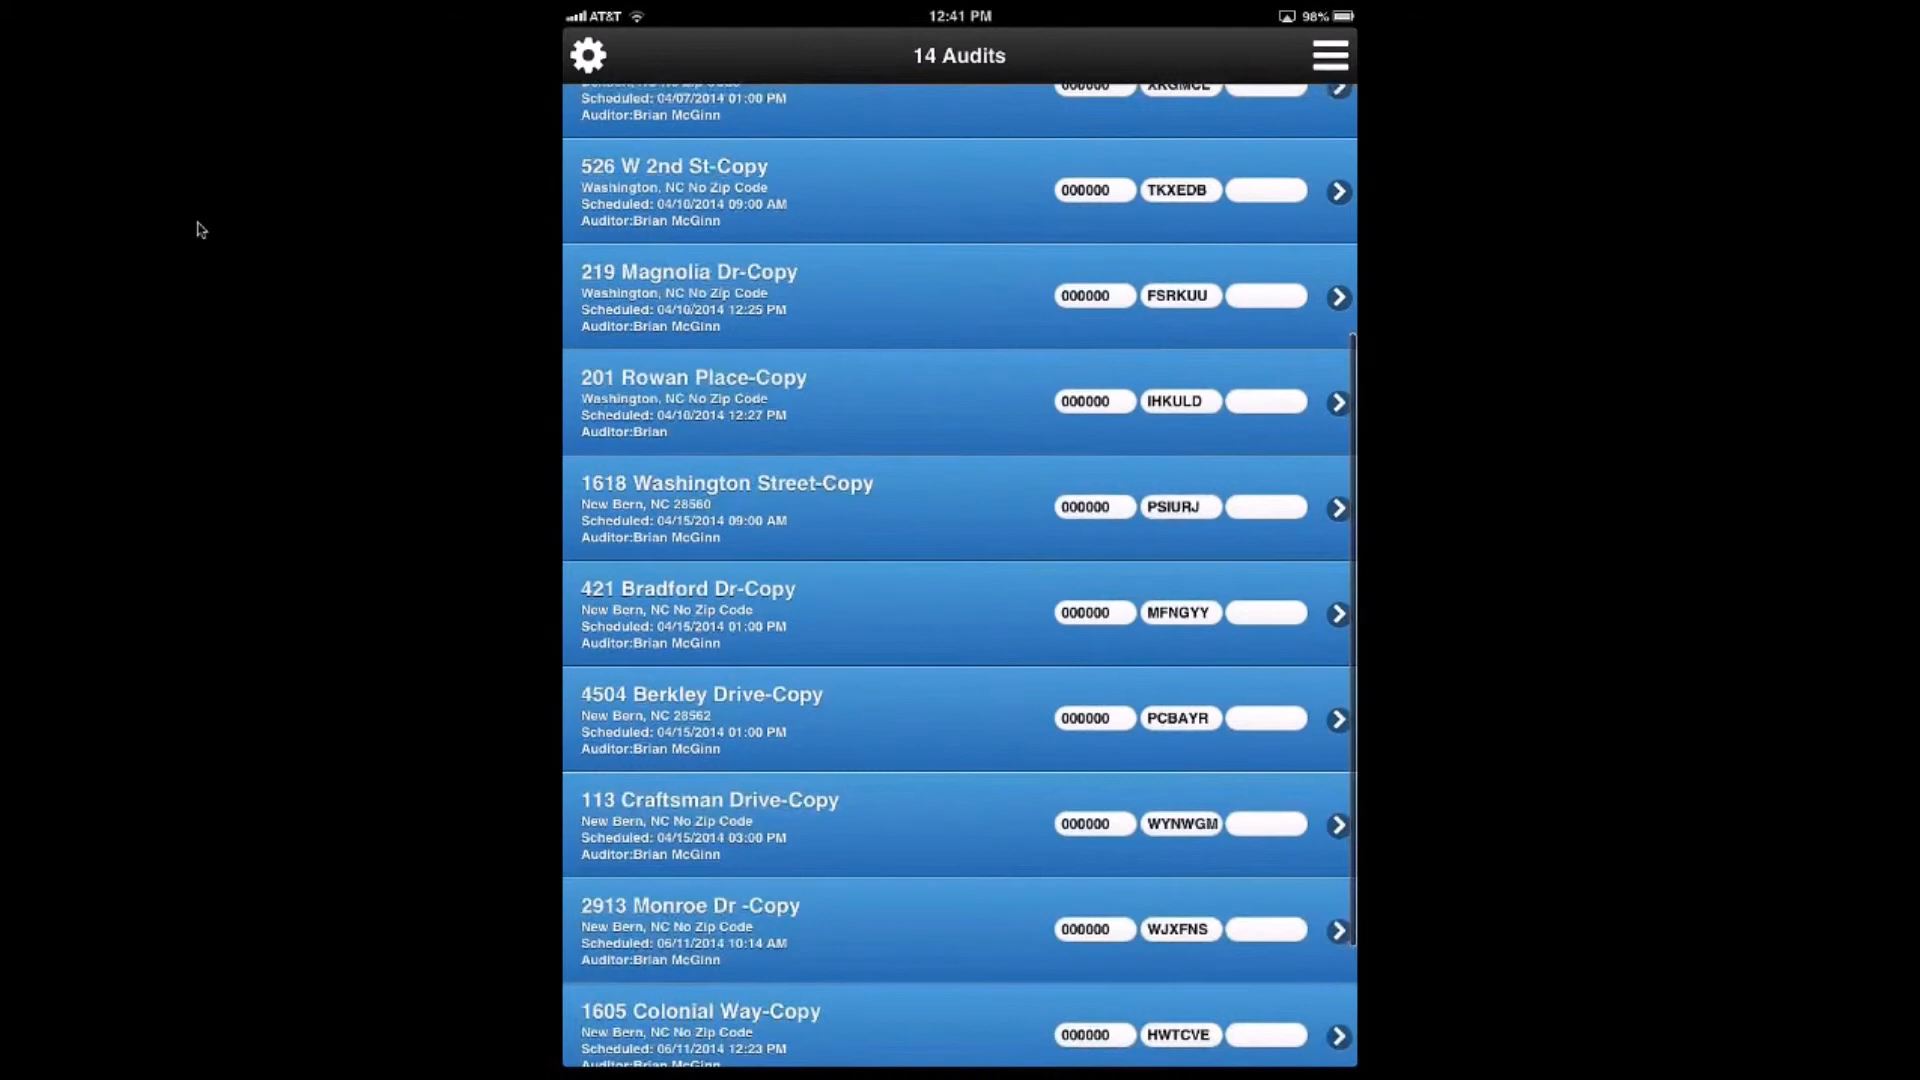 AT&T
12:41 PM
98%
14 Audits
Scheduled: 04/07/2014 01:00 PM
Auditor:Brian McGinn
000000 XRGMCL
526 W 2nd St-Copy
Washington, NC No Zip Code
Scheduled: 04/10/2014 09:00 AM
Auditor:Brian McGinn
000000 TKXEDB
219 Magnolia Dr-Copy
Washington, NC No Zip Code
Scheduled: 04/10/2014 12:25 PM
Auditor:Brian McGinn
000000 FSRKUU
201 Rowan Place-Copy
Washington, NC No Zip Code
Scheduled: 04/10/2014 12:27 PM
Auditor:Brian
000000 IHKULD
1618 Washington Street-Copy
New Bern, NC 28560
Scheduled: 04/15/2014 09:00 AM
Auditor:Brian McGinn
000000 PSIURJ
421 Bradford Dr-Copy
New Bern, NC No Zip Code
Scheduled: 04/15/2014 01:00 PM
Auditor:Brian McGinn
000000 MFNGYY
4504 Berkley Drive-Copy
New Bern, NC 28562
Scheduled: 04/15/2014 01:00 PM
Auditor:Brian McGinn
000000 PCBAYR
113 Craftsman Drive-Copy
New Bern, NC No Zip Code
Scheduled: 04/15/2014 03:00 PM
Auditor:Brian McGinn
000000 WYNWGM
2913 Monroe Dr -Copy
New Bern, NC No Zip Code
Scheduled: 06/11/2014 10:14 AM
Auditor:Brian McGinn
000000 WJXFNS
1605 Colonial Way-Copy
New Bern, NC No Zip Code
Scheduled: 06/11/2014 12:23 PM
Auditor:Brian McGinn
000000 HWTCVE